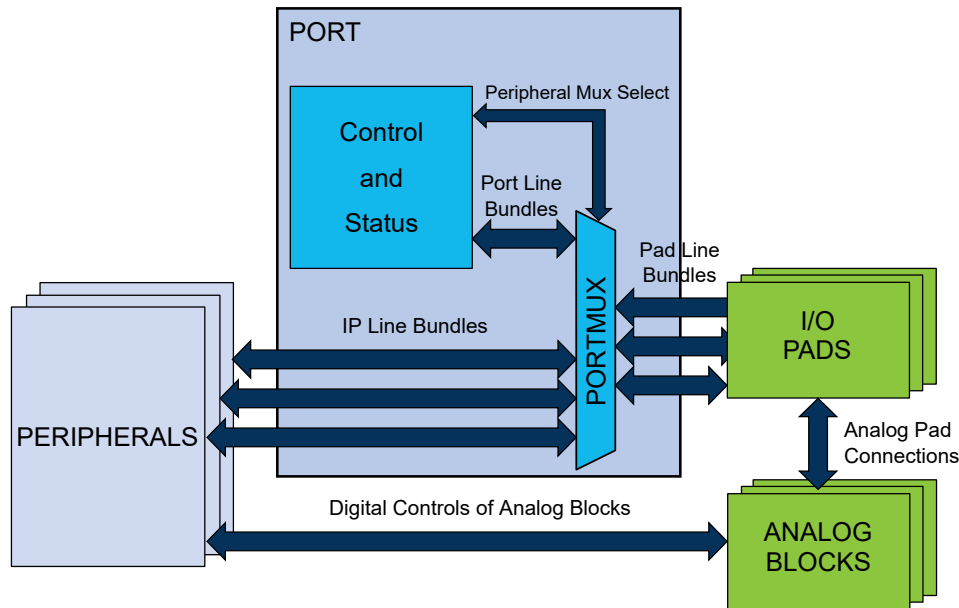 PORT
Control
and
Status
Peripheral Mux Select
Port Line
Bundles
PORTMUX
Pad Line
Bundles
I/O
PADS
IP Line Bundles
PERIPHERALS
Analog Pad
Connections
Digital Controls of Analog Blocks
ANALOG
BLOCKS